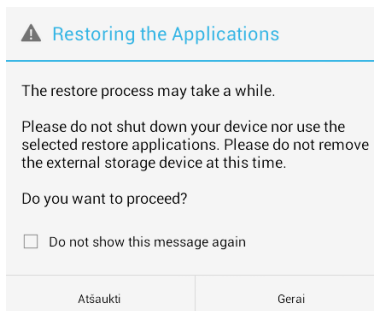 Restoring the Applications
The restore process may take a while.
Please do not shut down your device nor use the
selected restore applications. Please do not remove
the external storage device at this time.
Do you want to proceed?
Do not show this message again
Atšaukti
Gerai